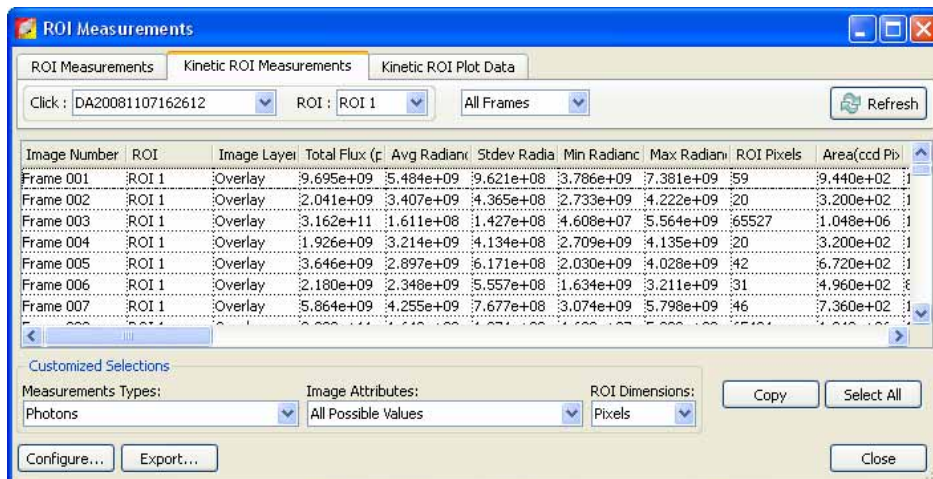 ROI Measurements
ROI Measurements Kinetic ROI Measurements Kinetic ROI Plot Data
Click : DA20081107162612 ROI : ROI 1 All Frames Refresh
Image Number ROI Image Layer Total Flux (p Avg Radianc Stdev Radia Min Radianc Max Radian ROI Pixels Area(ccd Pix
Frame 001 ROI 1 Overlay 9.695e+09 5.484e+09 9.621e+08 3.786e+09 7.381e+09 59 9.440e+02
Frame 002 ROI 1 Overlay 2.041e+09 3.407e+09 4.365e+08 2.733e+09 4.222e+09 20 3.200e+02
Frame 003 ROI 1 Overlay 3.162e+11 1.611e+08 1.427e+08 4.608e+07 5.564e+09 65527 1.048e+06
Frame 004 ROI 1 Overlay 1.926e+09 3.214e+09 4.134e+08 2.709e+09 4.135e+09 20 3.200e+02
Frame 005 ROI 1 Overlay 3.646e+09 2.897e+09 6.171e+08 2.030e+09 4.028e+09 42 6.720e+02
Frame 006 ROI 1 Overlay 2.180e+09 2.348e+09 5.557e+08 1.634e+09 3.211e+09 31 4.960e+02
Frame 007 ROI 1 Overlay 5.864e+09 4.255e+09 7.677e+08 3.074e+09 5.798e+09 46 7.360e+02
Customized Selections
Measurements Types: Image Attributes: ROI Dimensions:
Photons All Possible Values Pixels Copy Select All
Configure... Export... Close